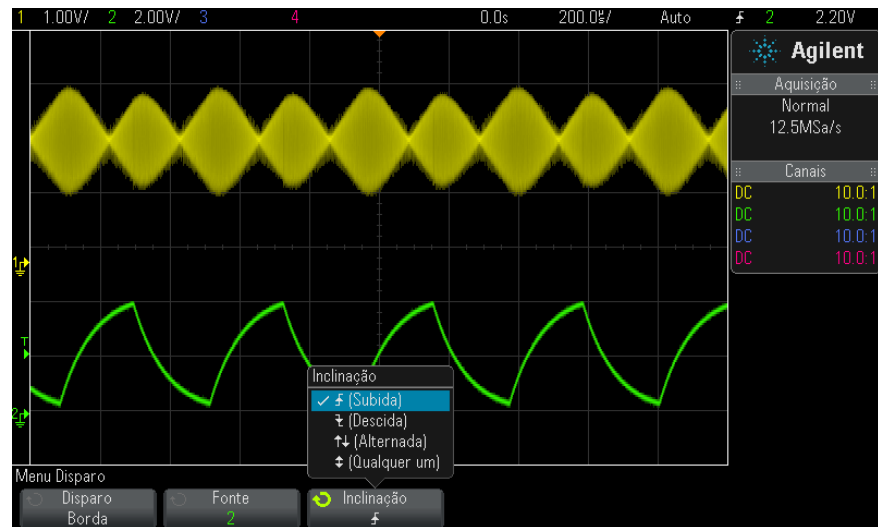 1 1.00V/ 2 2.00V/ 3 4 0.0s 200.0µ/ Auto 2 2.20V
Agilent
Aquisição
Normal
12.5MSa/s
Canais
DC 10.0:1
DC 10.0:1
DC 10.0:1
DC 10.0:1
1
T
2
Inclinação
(Subida)
(Descida)
(Alternada)
(Qualquer um)
Menu Disparo
Disparo
Borda
Fonte
2
Inclinação